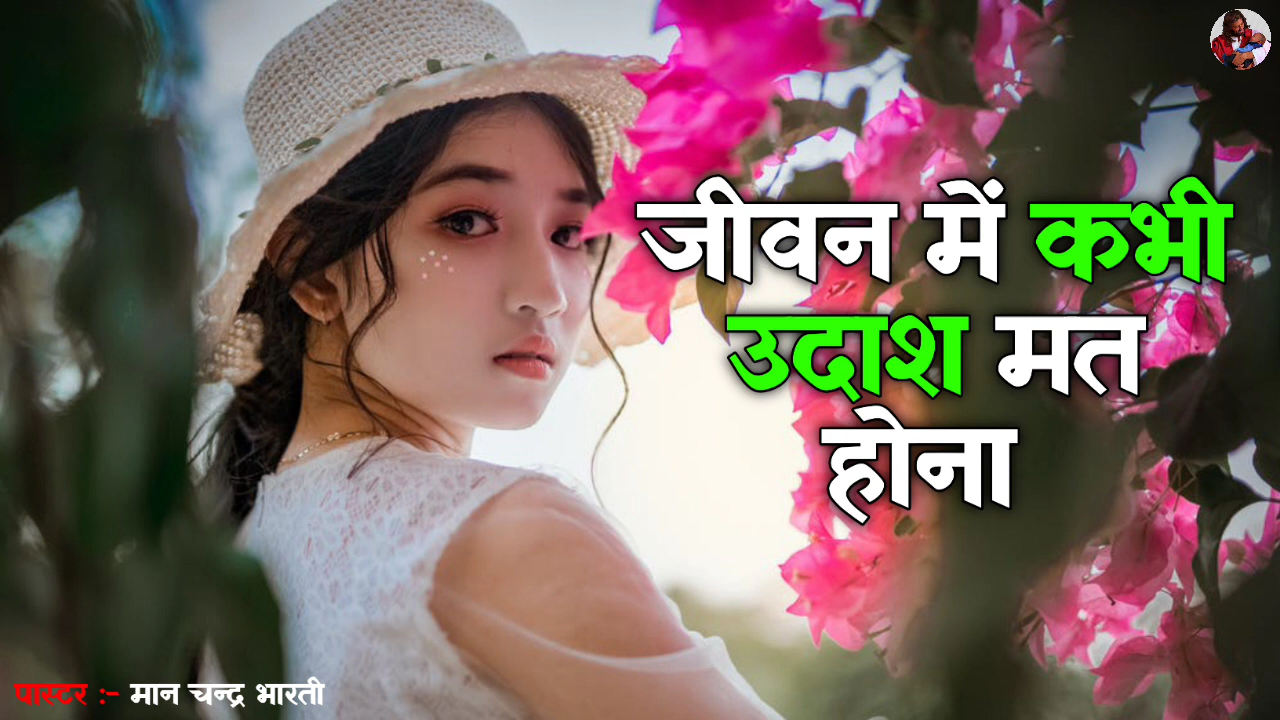 जीवन में कभी
उदाश मत
होना
पास्टर :- मान चन्द्र भारती